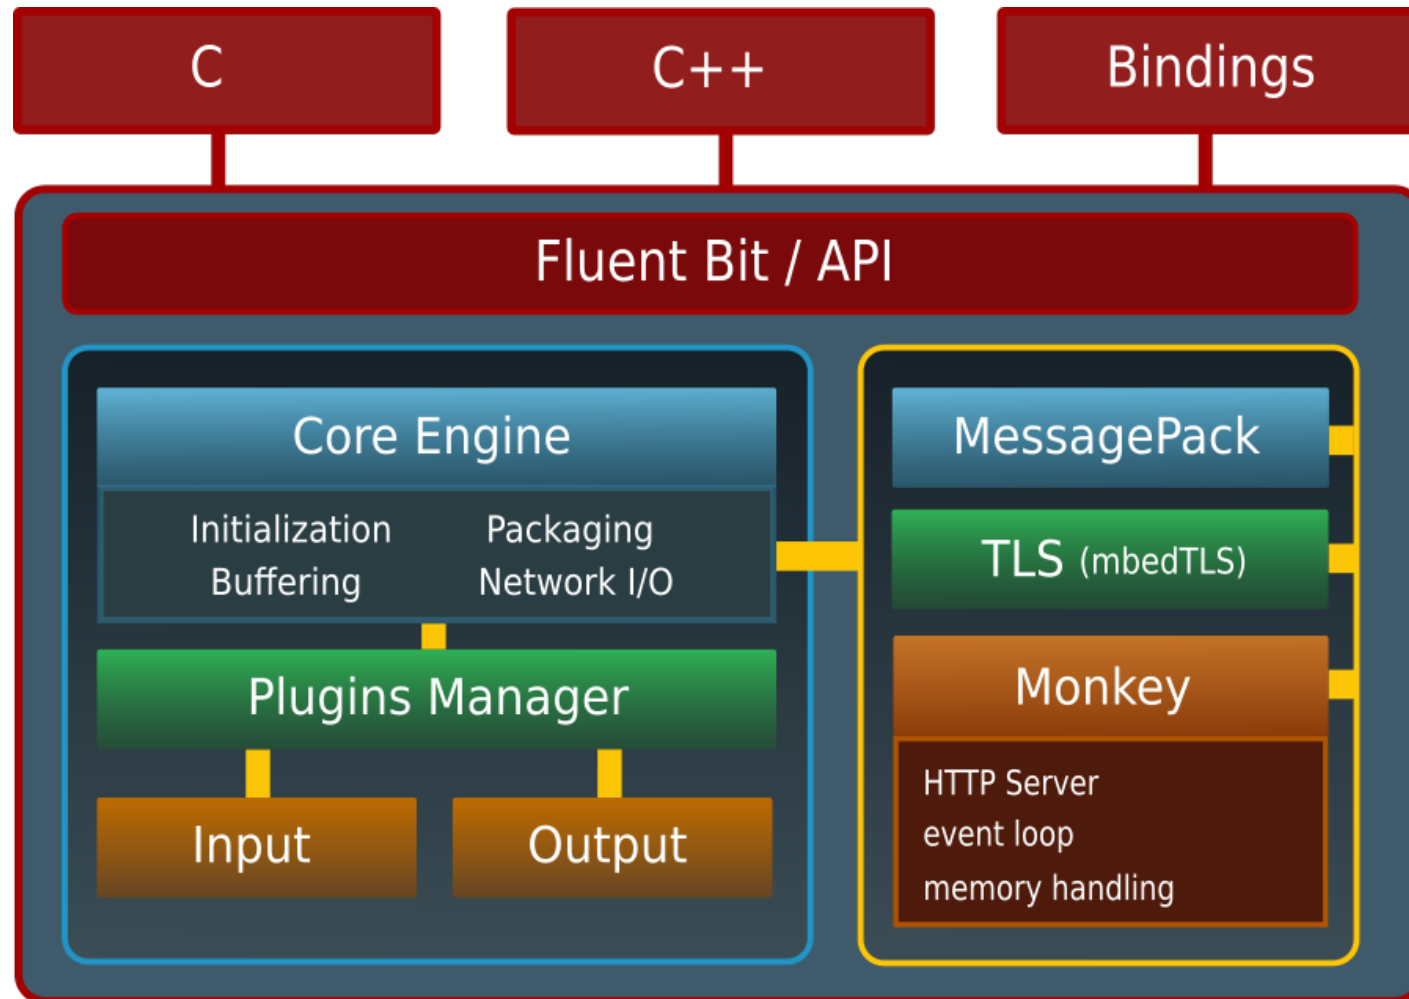 C
C++
Bindings
Fluent Bit / API
Core Engine
Initialization
Packaging
Buffering
Network I/O
Plugins Manager
Input
Output
MessagePack
TLS (mbedTLS)
Monkey
HTTP Server
event loop
memory handling